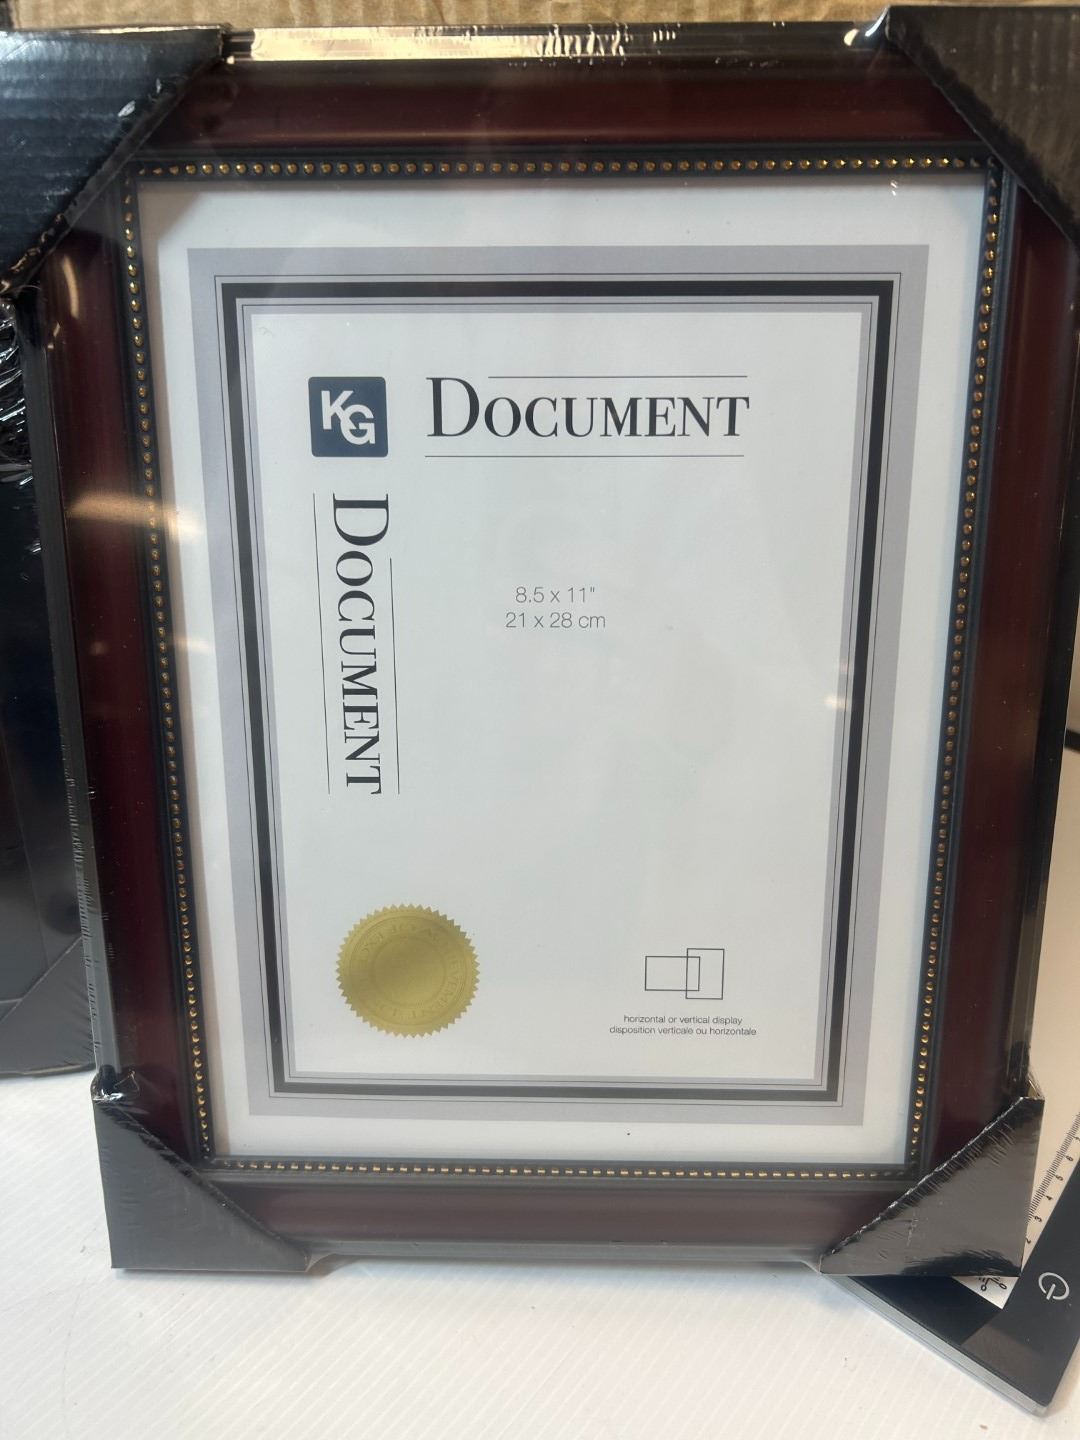 KG
DOCUMENT
DOCUMENT
8.5 x 11"
21 x 28 cm
horizontal or vertical display
disposition verticale ou horizontale